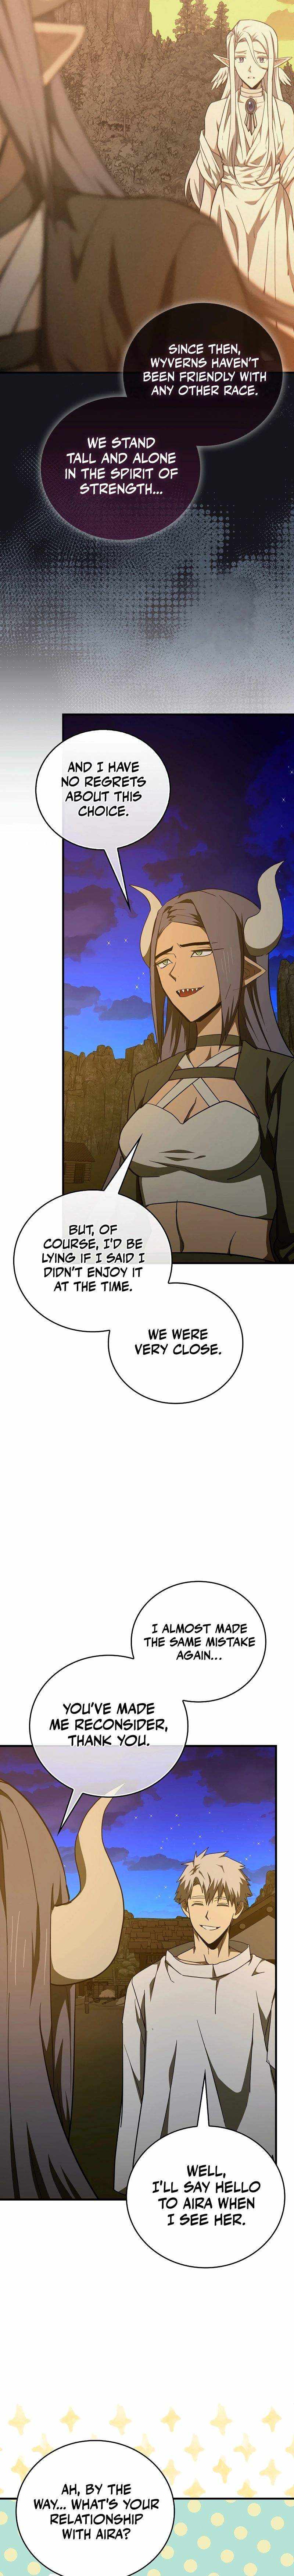 SINCE THEN,
WYVERNS HAVEN'T
BEEN FRIENDLY WITH
ANY OTHER RACE.
WE STAND
TALL AND ALONE
IN THE SPIRIT OF
STRENGTH...
AND I HAVE
NO REGRETS
ABOUT THIS
CHOICE.
BUT, OF
COURSE, I'D BE
LYING IF I SAID I
DIDN'T ENJOY IT
AT THE TIME.
WE WERE
VERY CLOSE.
I ALMOST MADE
THE SAME MISTAKE
AGAIN...
YOU'VE MADE
ME RECONSIDER,
THANK YOU.
WELL,
I'LL SAY HELLO
TO AIRA WHEN
I SEE HER.
AH, BY THE
WAY... WHAT'S YOUR
RELATIONSHIP
WITH AIRA?